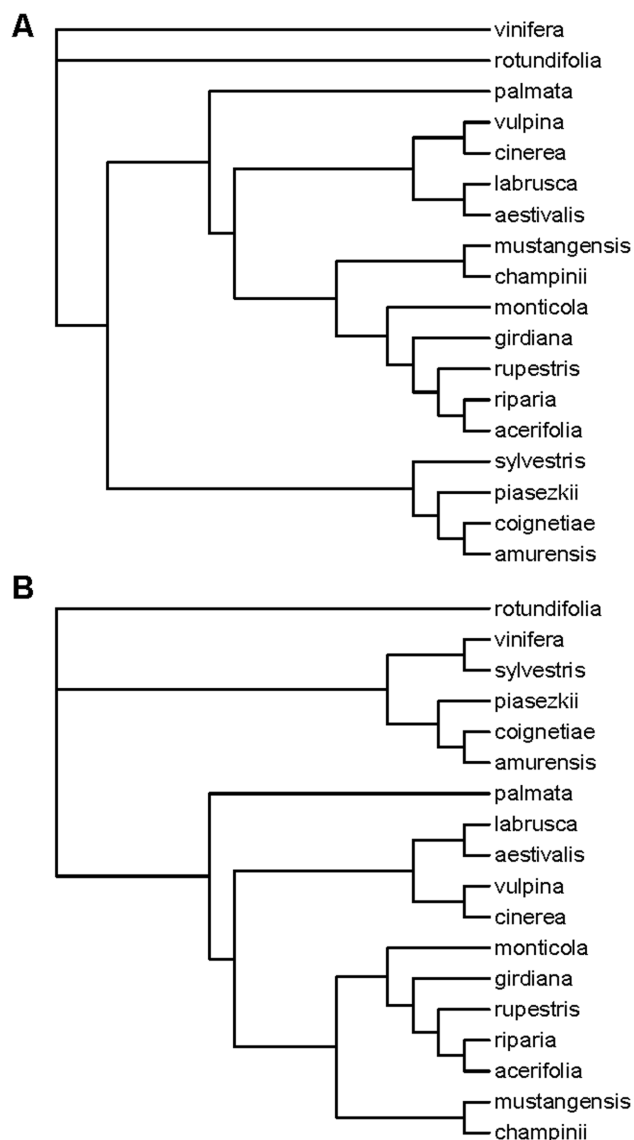 A
vinifera
rotundifolia
palmata
vulpina
cinerea
labrusca
aestivalis
mustangensis
champinii
monticola
girdiana
rupestris
riparia
acerifolia
sylvestris
piasezkii
coignetiae
amurensis
B
rotundifolia
vinifera
sylvestris
piasezkii
coignetiae
amurensis
palmata
labrusca
aestivalis
vulpina
cinerea
monticola
girdiana
rupestris
riparia
acerifolia
mustangensis
champinii